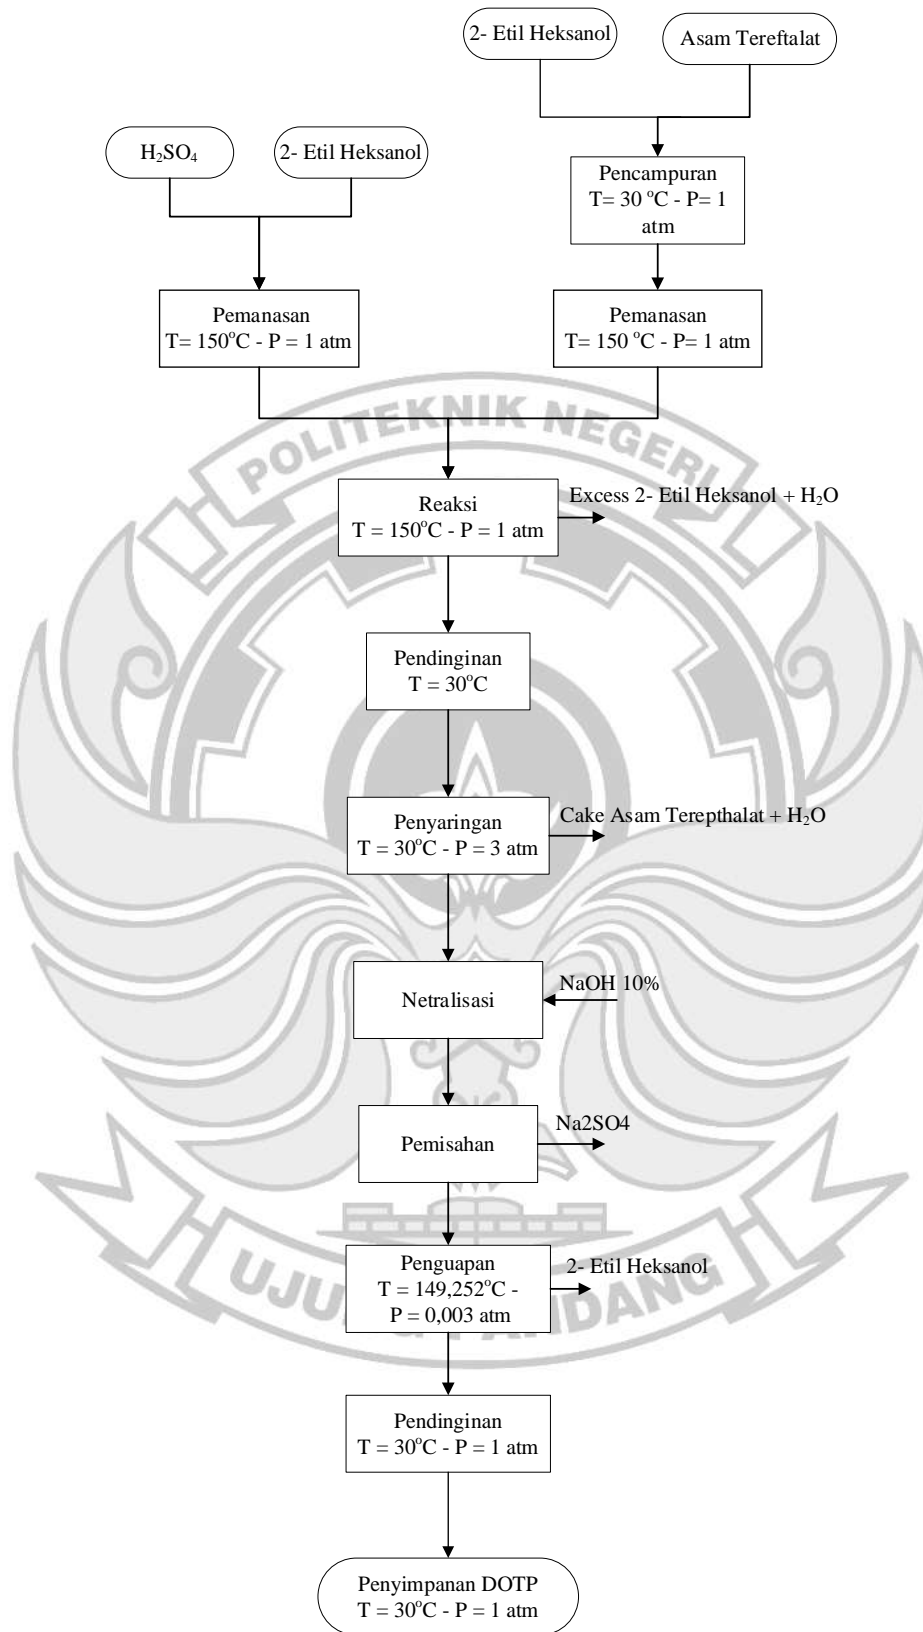 2- Etil Heksanol
Asam Tereftalat
H₂SO₄
2- Etil Heksanol
Pencampuran
T= 30 °C - P= 1
atm
Pemanasan
T= 150°C - P = 1 atm
Pemanasan
T= 150 °C - P= 1 atm
POLITEKNIK NEGERI
Reaksi
T = 150°C - P = 1 atm
Excess 2- Etil Heksanol + H₂O
Pendinginan
T = 30°C
Penyaringan
T = 30°C - P = 3 atm
Cake Asam Terepthalat + H₂O
Netralisasi
NaOH 10%
Pemisahan
Na2SO4
Penguapan
T = 149,252°C -
P = 0,003 atm
2- Etil Heksanol
UJUNG PANDANG
Pendinginan
T = 30°C - P = 1 atm
Penyimpanan DOTP
T = 30°C - P = 1 atm